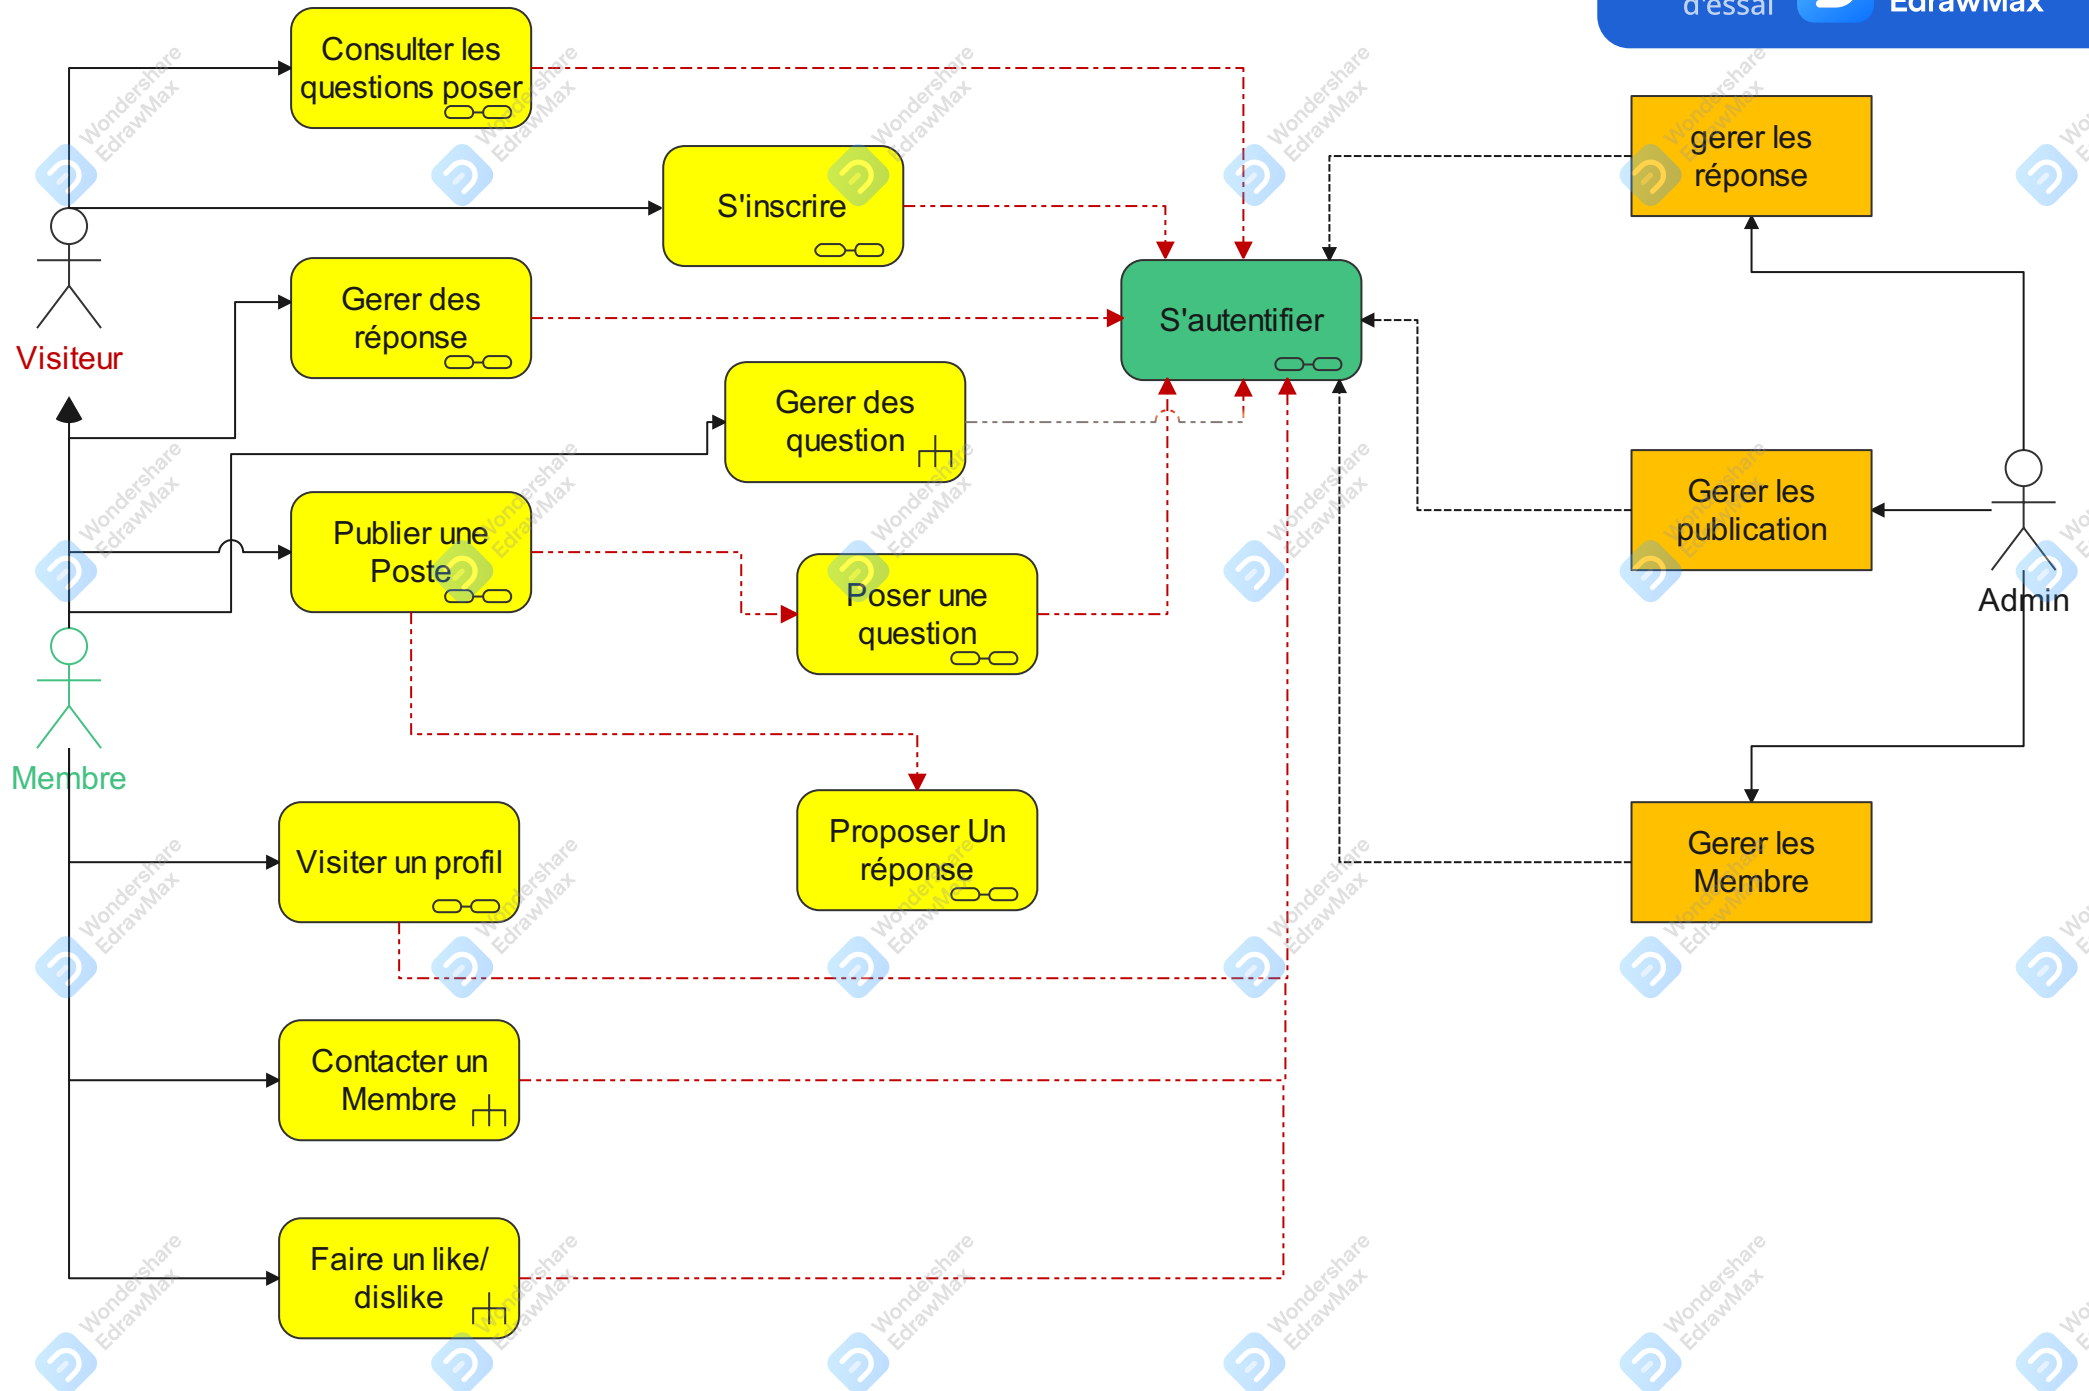 d'essai EdrawMax
Consulter les
questions poser
gerer les
réponse
S'inscrire
Gerer des
réponse
S'autentifier
Visiteur
Gerer des
question
Gerer les
publication
Publier une
Poste
Poser une
question
Admin
Membre
Proposer Un
réponse
Visiter un profil
Gerer les
Membre
Contacter un
Membre
Faire un like/
dislike
Wondershare
EdrawMax